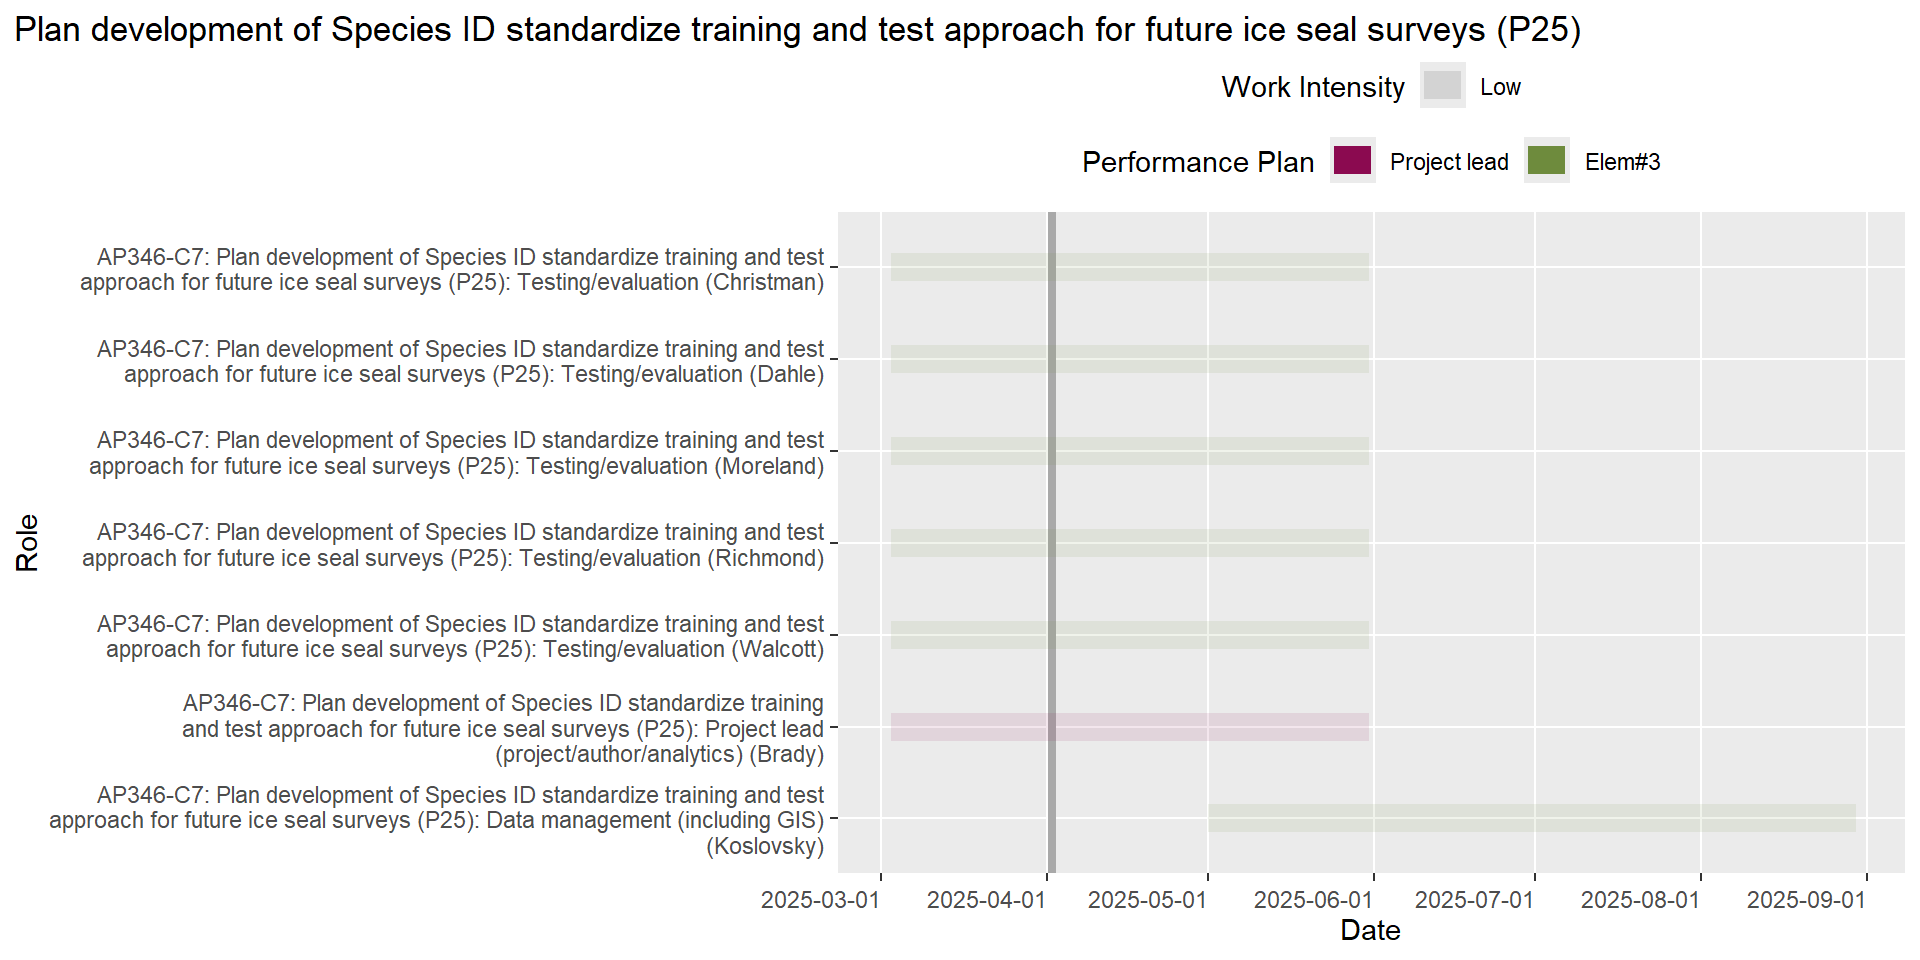 Plan development of Species ID standardize training and test approach for future ice seal surveys (P25)
Work Intensity Low
Performance Plan Project lead Elem#3
AP346-C7: Plan development of Species ID standardize training and test
approach for future ice seal surveys (P25): Testing/evaluation (Christman)
AP346-C7: Plan development of Species ID standardize training and test
approach for future ice seal surveys (P25): Testing/evaluation (Dahle)
AP346-C7: Plan development of Species ID standardize training and test
approach for future ice seal surveys (P25): Testing/evaluation (Moreland)
Role
AP346-C7: Plan development of Species ID standardize training and test
approach for future ice seal surveys (P25): Testing/evaluation (Richmond)
AP346-C7: Plan development of Species ID standardize training and test
approach for future ice seal surveys (P25): Testing/evaluation (Walcott)
AP346-C7: Plan development of Species ID standardize training
and test approach for future ice seal surveys (P25): Project lead
(project/author/analytics) (Brady)
AP346-C7: Plan development of Species ID standardize training and test
approach for future ice seal surveys (P25): Data management (including GIS)
(Koslovsky)
2025-03-01 2025-04-01 2025-05-01 2025-06-01 2025-07-01 2025-08-01 2025-09-01
Date